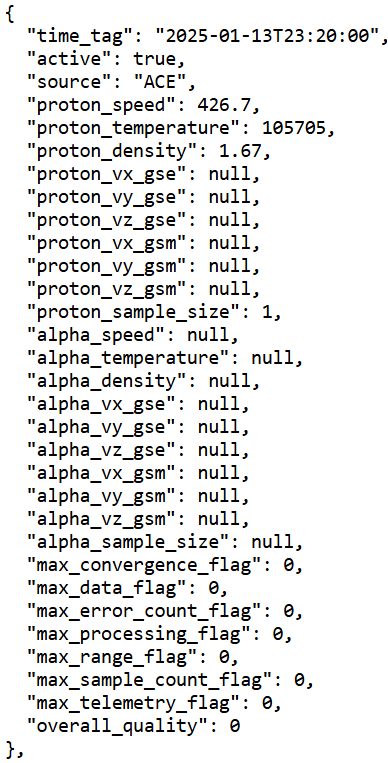 {
  "time_tag": "2025-01-13T23:20:00",
  "active": true,
  "source": "ACE",
  "proton_speed": 426.7,
  "proton_temperature": 105705,
  "proton_density": 1.67,
  "proton_vx_gse": null,
  "proton_vy_gse": null,
  "proton_vz_gse": null,
  "proton_vx_gsm": null,
  "proton_vy_gsm": null,
  "proton_vz_gsm": null,
  "proton_sample_size": 1,
  "alpha_speed": null,
  "alpha_temperature": null,
  "alpha_density": null,
  "alpha_vx_gse": null,
  "alpha_vy_gse": null,
  "alpha_vz_gse": null,
  "alpha_vx_gsm": null,
  "alpha_vy_gsm": null,
  "alpha_vz_gsm": null,
  "alpha_sample_size": null,
  "max_convergence_flag": 0,
  "max_data_flag": 0,
  "max_error_count_flag": 0,
  "max_processing_flag": 0,
  "max_range_flag": 0,
  "max_sample_count_flag": 0,
  "max_telemetry_flag": 0,
  "overall_quality": 0
},